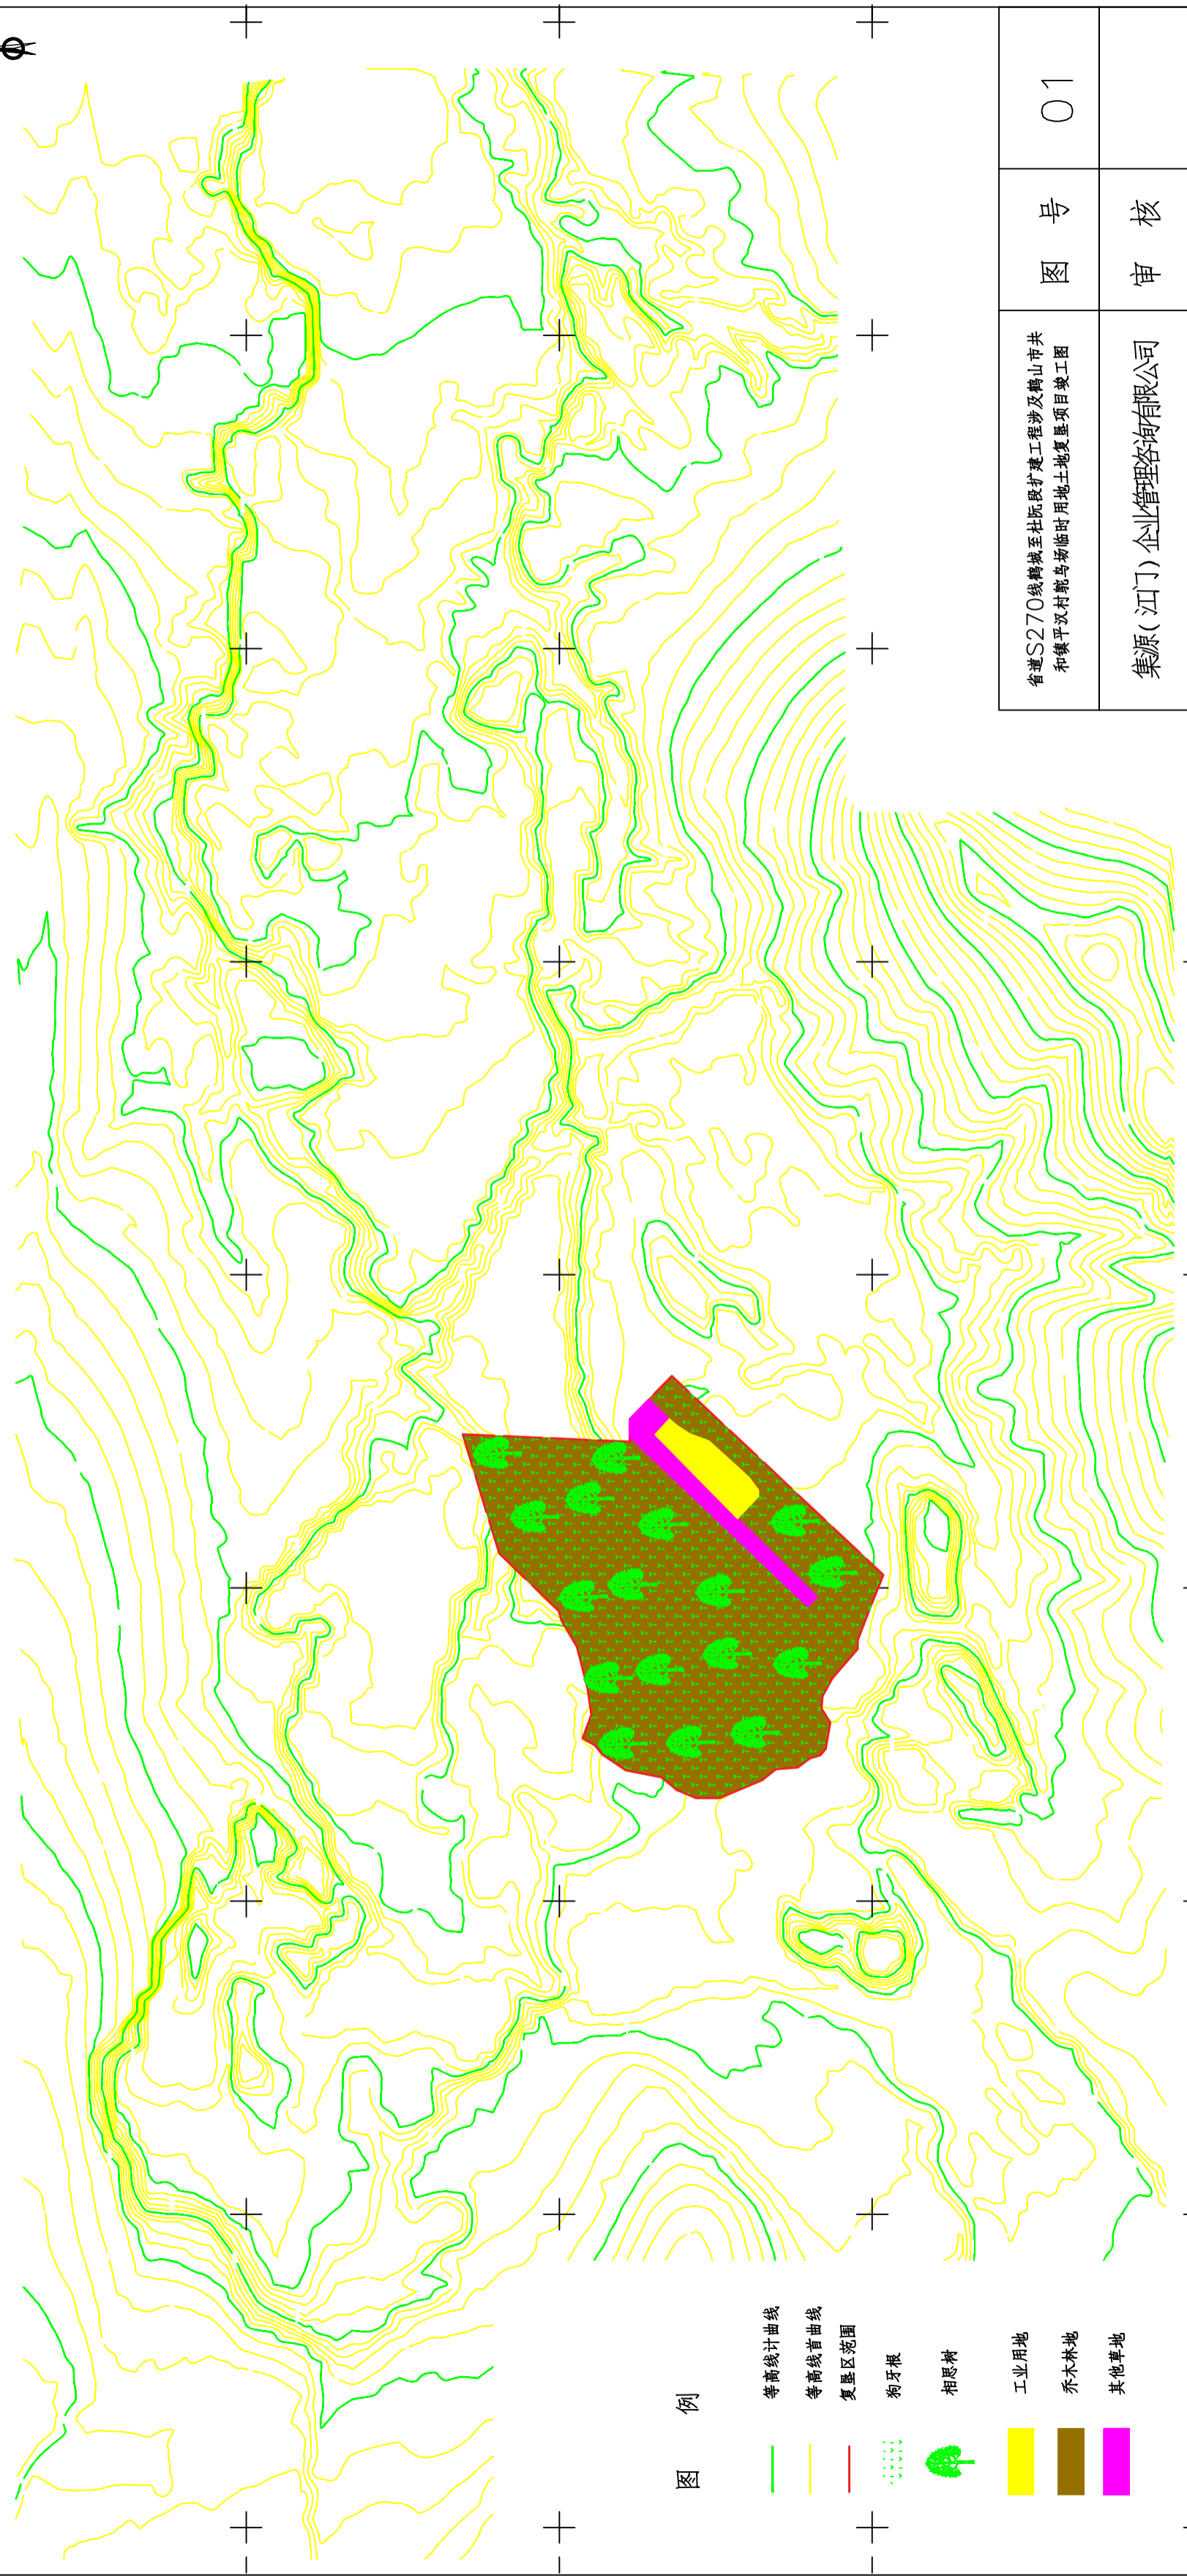 省道S270线鹤城至杜阮段扩建工程涉及鹤山市共
和镇平汉村鸵鸟场临时用地土地复垦项目竣工图
图 号
01
集源(江门)企业管理咨询有限公司
审 核
图 例
等高线计曲线
等高线首曲线
复垦区范围
狗牙根
相思树
工业用地
乔木林地
其他草地